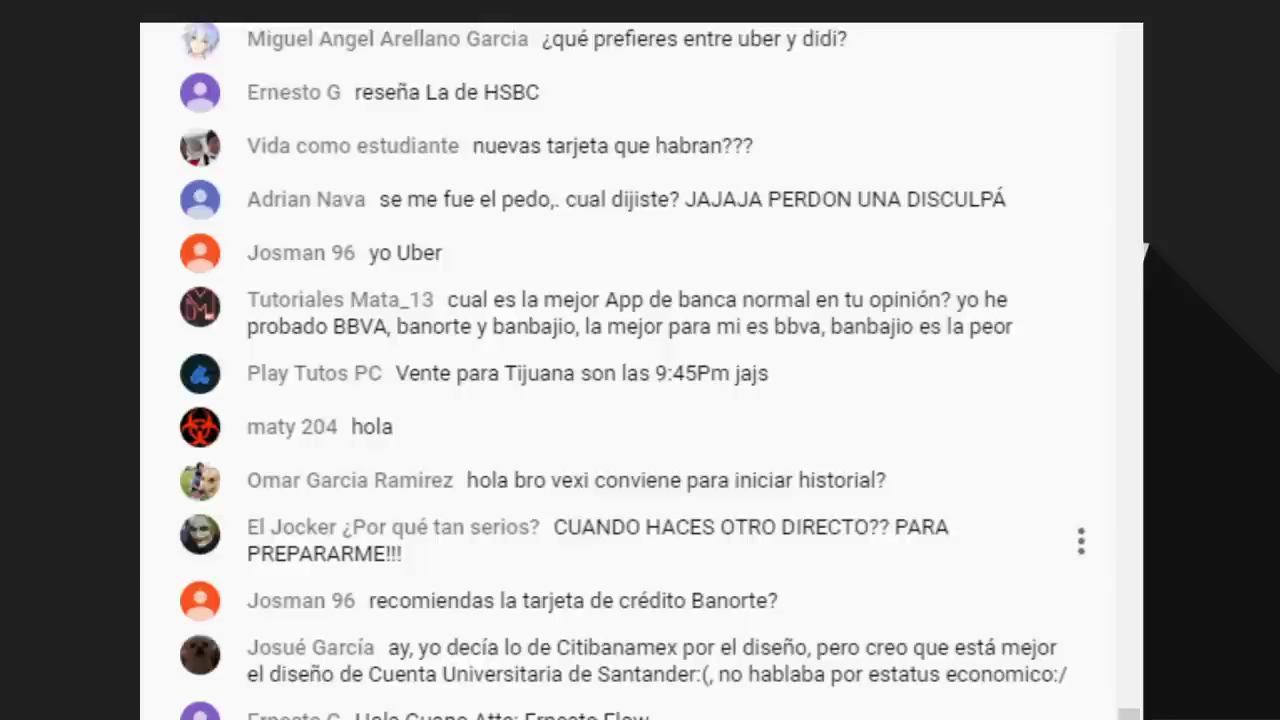 Miguel Angel Arellano Garcia ¿qué prefieres entre uber y didi?
Ernesto G reseña La de HSBC
Vida como estudiante nuevas tarjeta que habran???
Adrian Nava se me fue el pedo,. cual dijiste? JAJAJA PERDON UNA DISCULPÁ
Josman 96 yo Uber
Tutoriales Mata_13 cual es la mejor App de banca normal en tu opinión? yo he
probado BBVA, banorte y banbajio, la mejor para mi es bbva, banbajio es la peor
Play Tutos PC Vente para Tijuana son las 9:45Pm jajs
maty 204 hola
Omar Garcia Ramirez hola bro vexi conviene para iniciar historial?
El Jocker ¿Por qué tan serios? CUANDO HACES OTRO DIRECTO?? PARA
PREPARARME!!!
Josman 96 recomiendas la tarjeta de crédito Banorte?
Josué García ay, yo decía lo de Citibanamex por el diseño, pero creo que está mejor
el diseño de Cuenta Universitaria de Santander:(, no hablaba por estatus economico:/
Ernesto G Hola Guapo Atte: Ernesto Flow